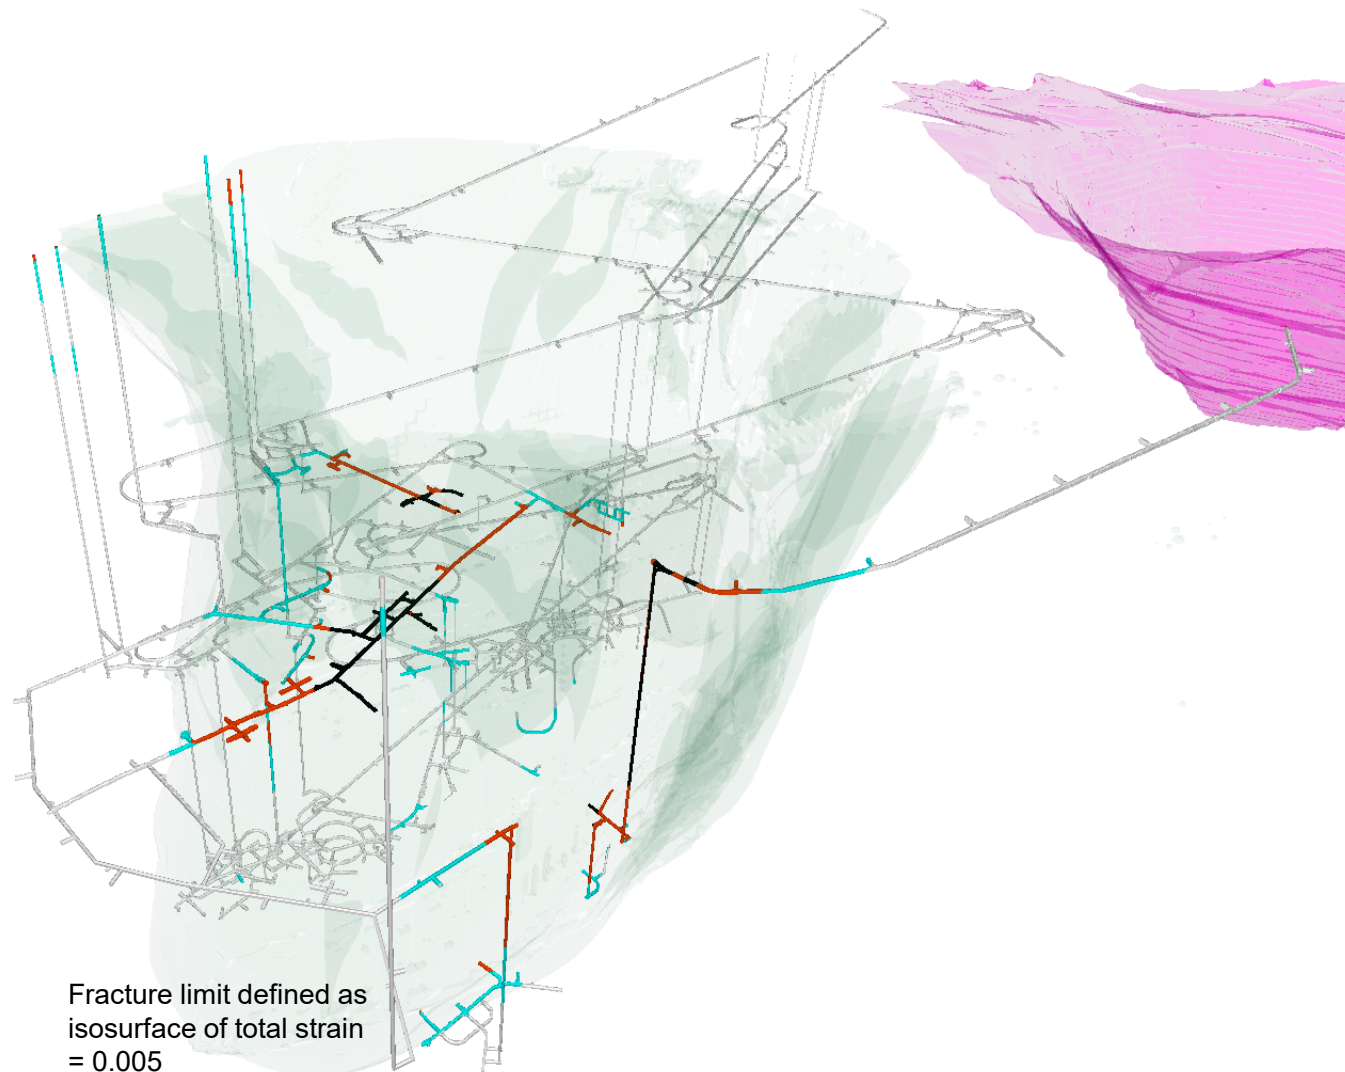 Fracture limit defined as
isosurface of total strain
= 0.005